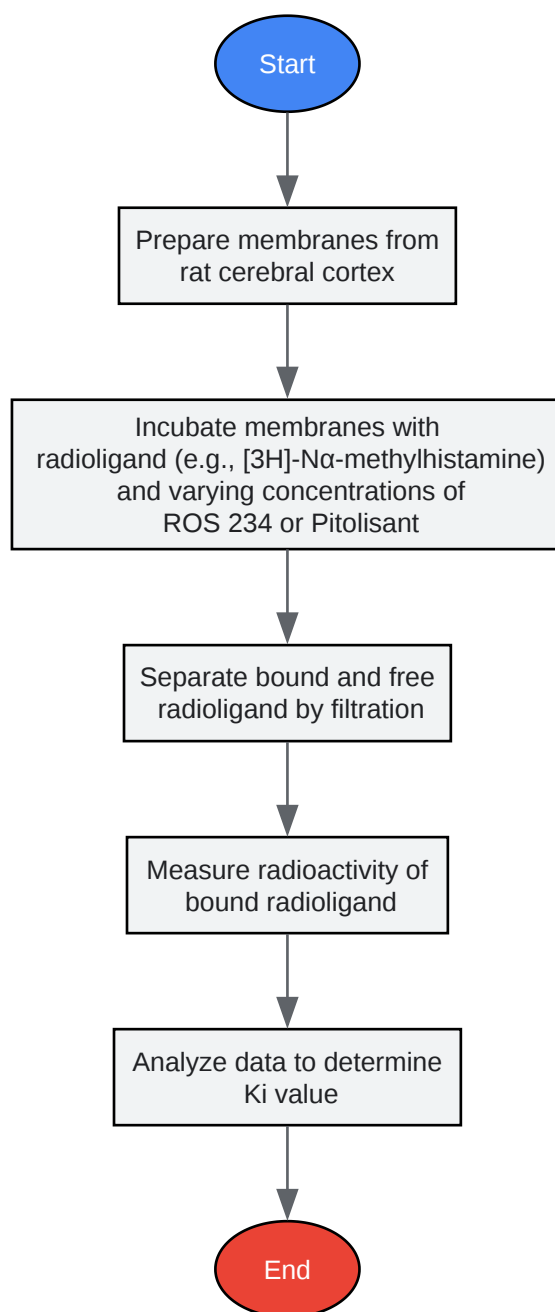 Start
Prepare membranes from
rat cerebral cortex
Incubate membranes with
radioligand (e.g., [3H]-Nα-methylhistamine)
and varying concentrations of
ROS 234 or Pitolisant
Separate bound and free
radioligand by filtration
Measure radioactivity of
bound radioligand
Analyze data to determine
Ki value
End